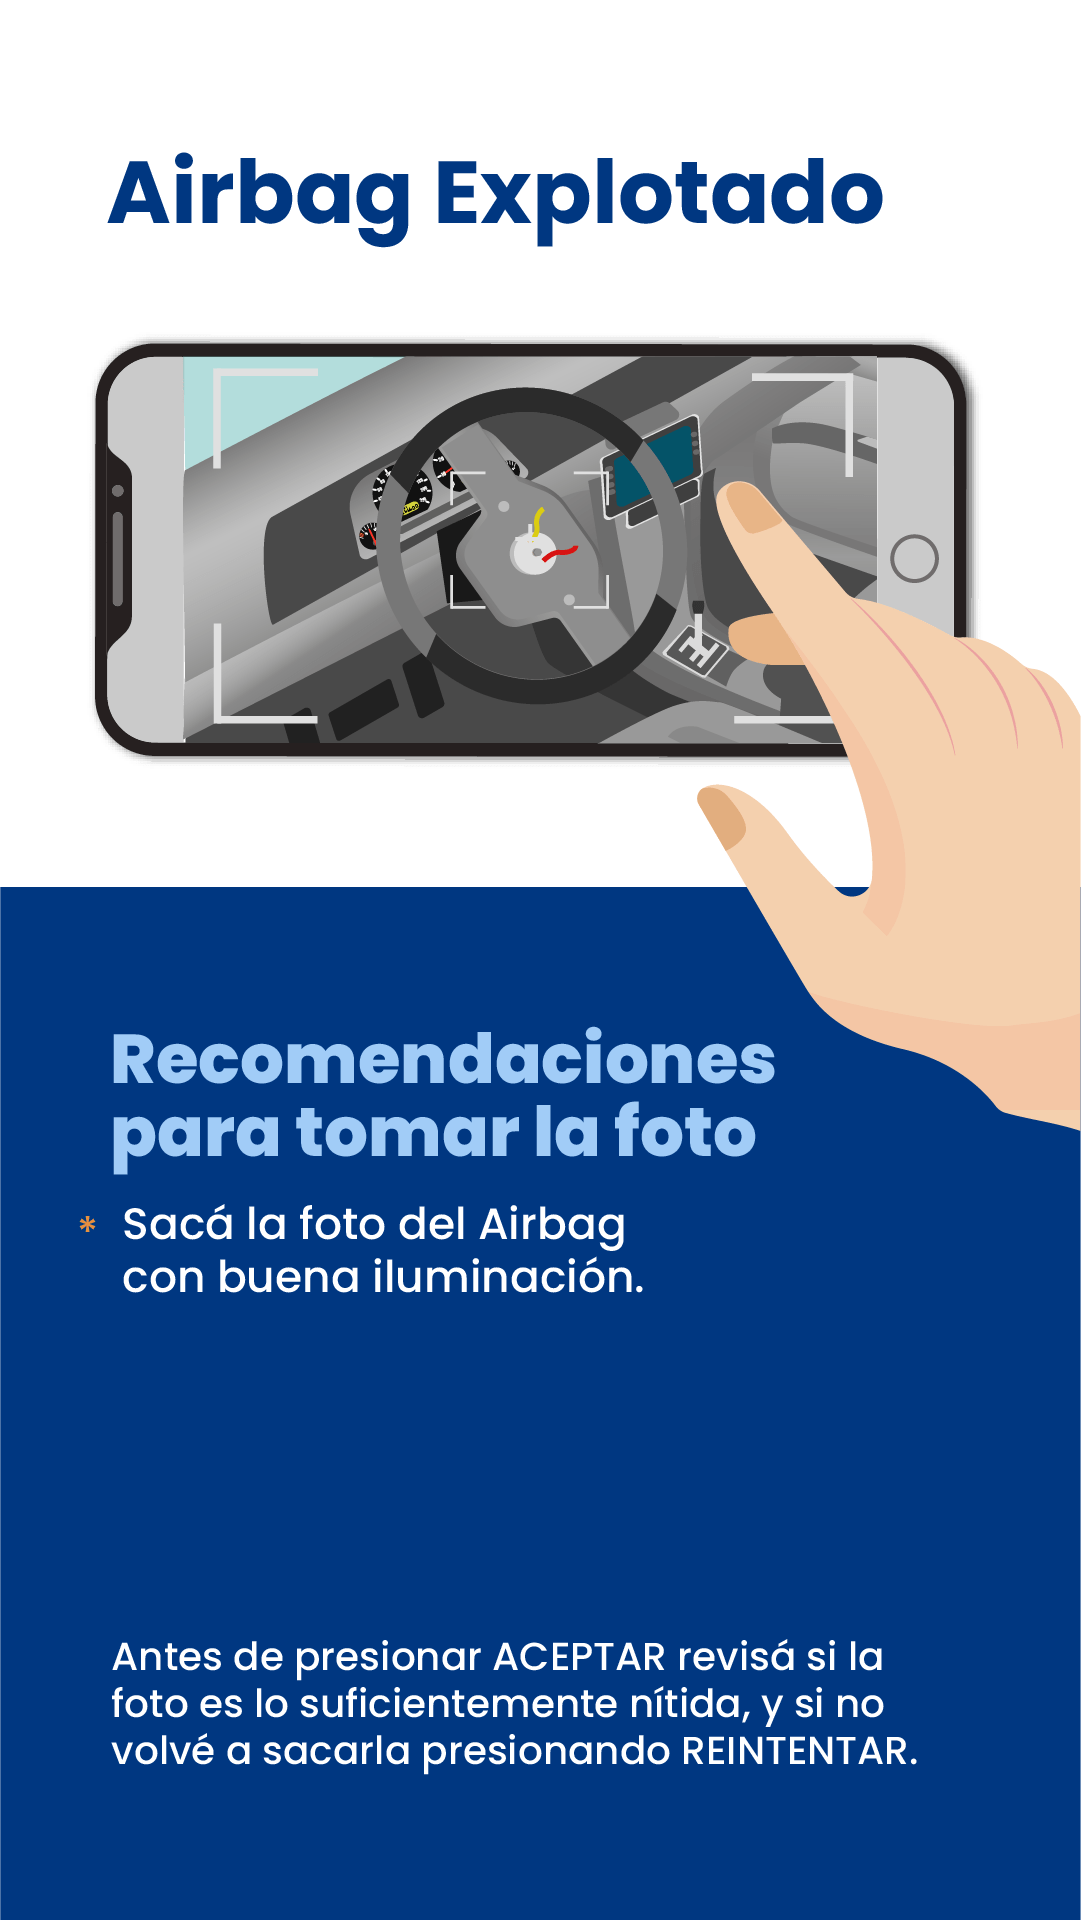 Airbag Explotado
Recomendaciones
para tomar la foto
* Sacá la foto del Airbag
con buena iluminación.
Antes de presionar ACEPTAR revisá si la
foto es lo suficientemente nítida, y si no
volvé a sacarla presionando REINTENTAR.